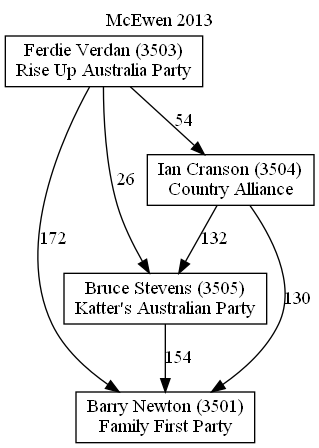 McEwen 2013
Ferdie Verdan (3503)
Rise Up Australia Party
54
Ian Cranson (3504)
Country Alliance
26
172
132
Bruce Stevens (3505)
Katter's Australian Party
130
154
Barry Newton (3501)
Family First Party